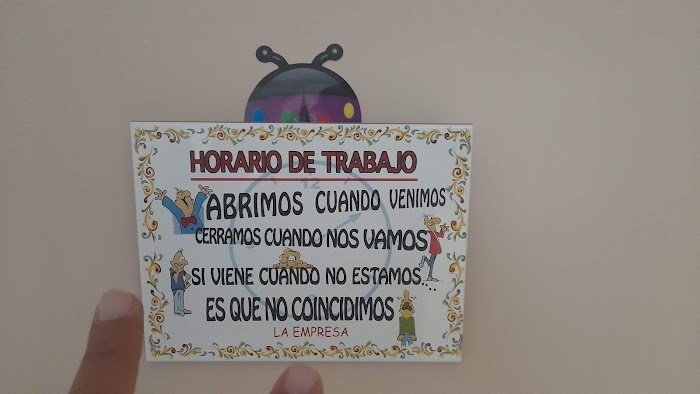 HORARIO DE TRABAJO
12
ABRIMOS CUANDO VENIMOS
CERRAMOS CUANDO NOS VAMOS
SI VIENE CUANDO NO ESTAMOS...
ES QUE NO COINCIDIMOS
LA EMPRESA